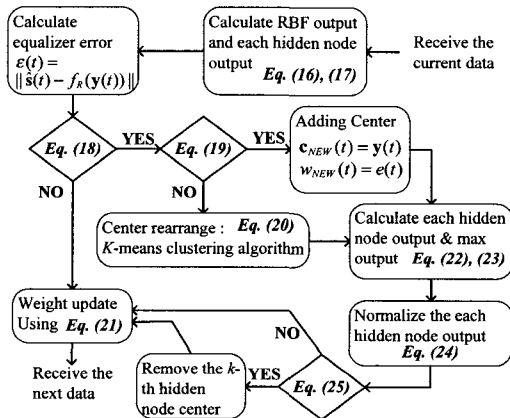 Calculate
equalizer error
ε(t) =
‖ ŝ(t) − f_R(y(t)) ‖
Calculate RBF output
and each hidden node
output Eq. (16), (17)
Receive the
current data
Eq. (18)
YES
Eq. (19)
YES
Adding Center
c_NEW(t) = y(t)
w_NEW(t) = e(t)
NO
NO
Center rearrange : Eq. (20)
K-means clustering algorithm
Calculate each hidden
node output & max
output Eq. (22), (23)
Weight update
Using Eq. (21)
NO
Normalize the each
hidden node output
Eq. (24)
Receive the
next data
Remove the k-
th hidden
node center
YES
Eq. (25)